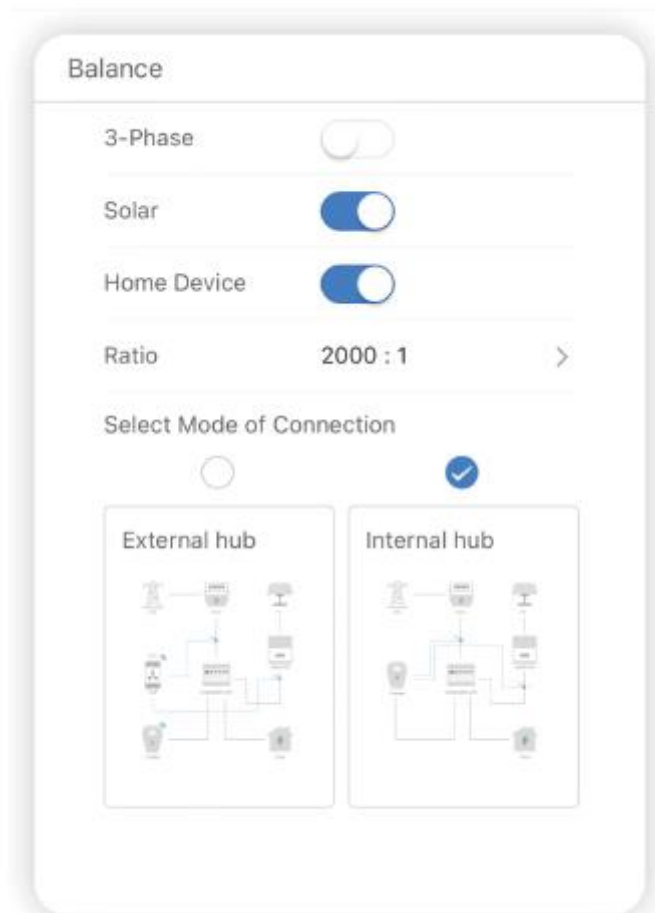 Balance
3-Phase
Solar
Home Device
Ratio 2000 : 1
Select Mode of Connection
External hub Internal hub